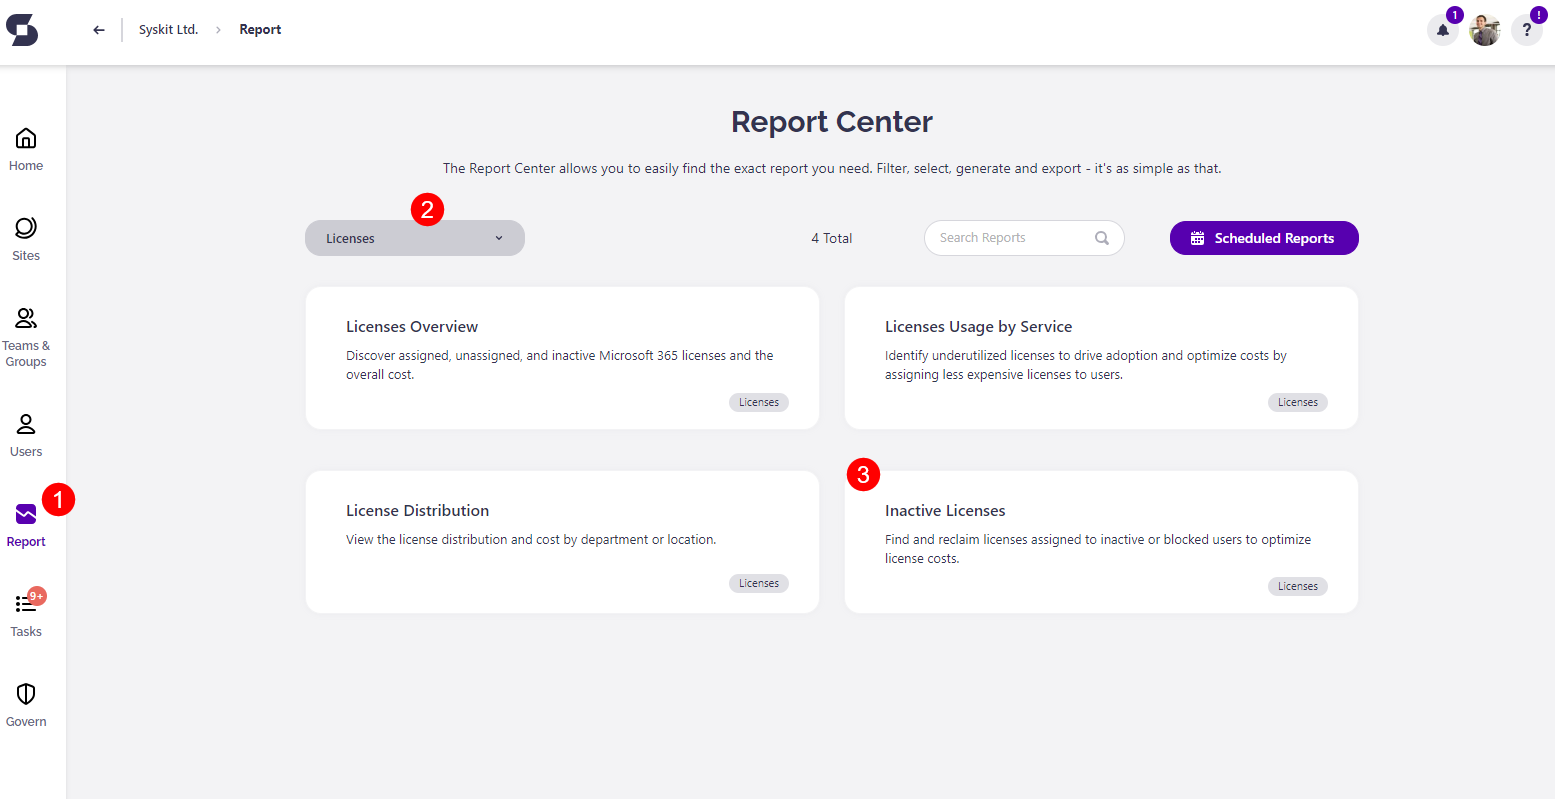 Syskit Ltd. > Report
1
!
?
Home
Sites
Teams &
Groups
Users
1
Report
9+
Tasks
Govern
Report Center
The Report Center allows you to easily find the exact report you need. Filter, select, generate and export - it's as simple as that.
2
Licenses
4 Total
Search Reports
Scheduled Reports
Licenses Overview
Discover assigned, unassigned, and inactive Microsoft 365 licenses and the
overall cost.
Licenses
Licenses Usage by Service
Identify underutilized licenses to drive adoption and optimize costs by
assigning less expensive licenses to users.
Licenses
License Distribution
View the license distribution and cost by department or location.
Licenses
3
Inactive Licenses
Find and reclaim licenses assigned to inactive or blocked users to optimize
license costs.
Licenses